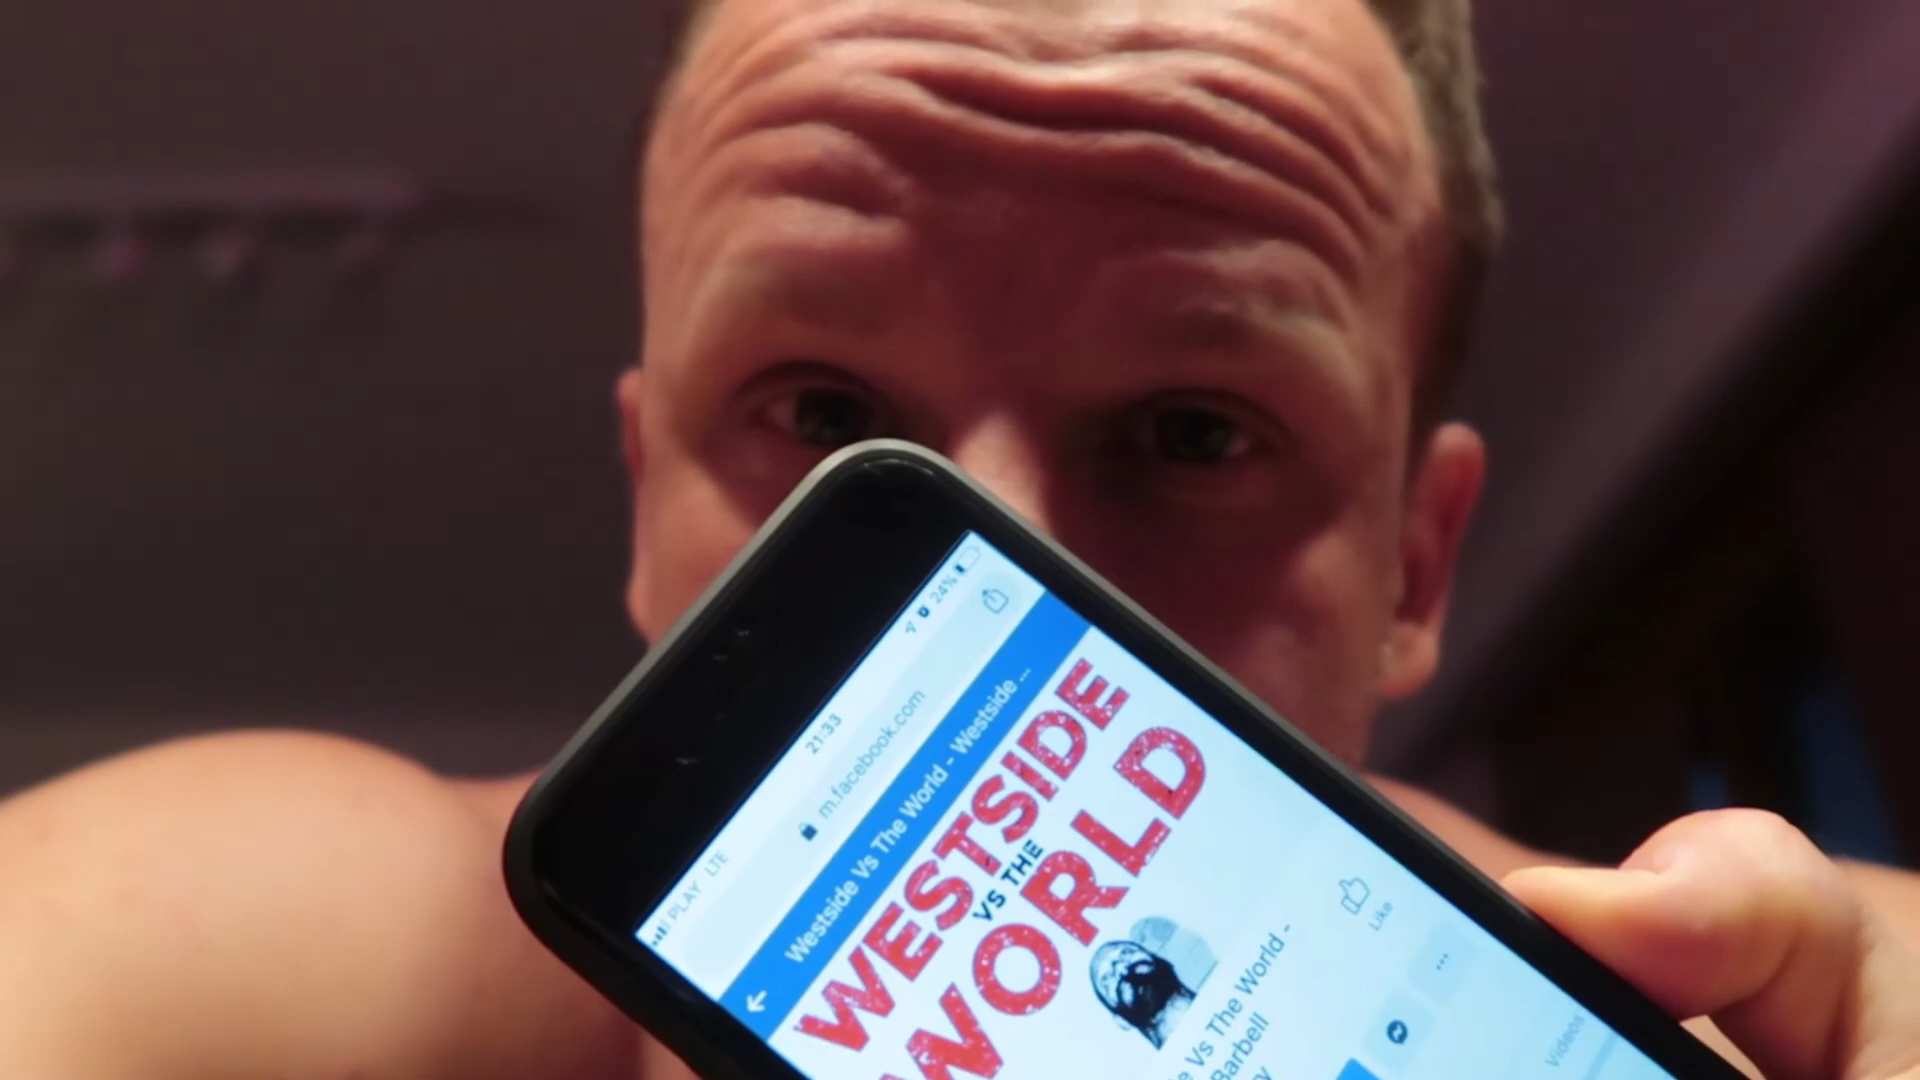 PLAY LTE 21:33 24%
m.facebook.com
Westside Vs The World - Westside ...
WESTSIDE
VS THE
WORLD
Vs The World -
Barbell
Like
Videos